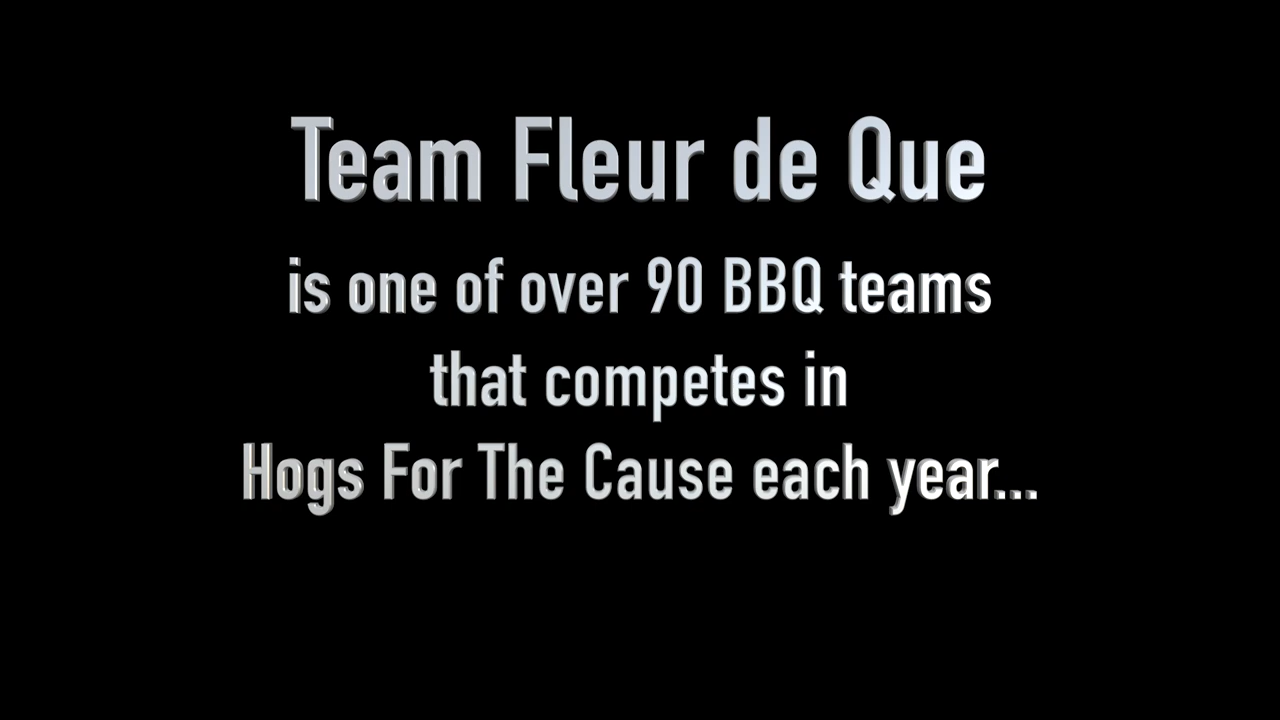 Team Fleur de Que
is one of over 90 BBQ teams
that competes in
Hogs For The Cause each year...